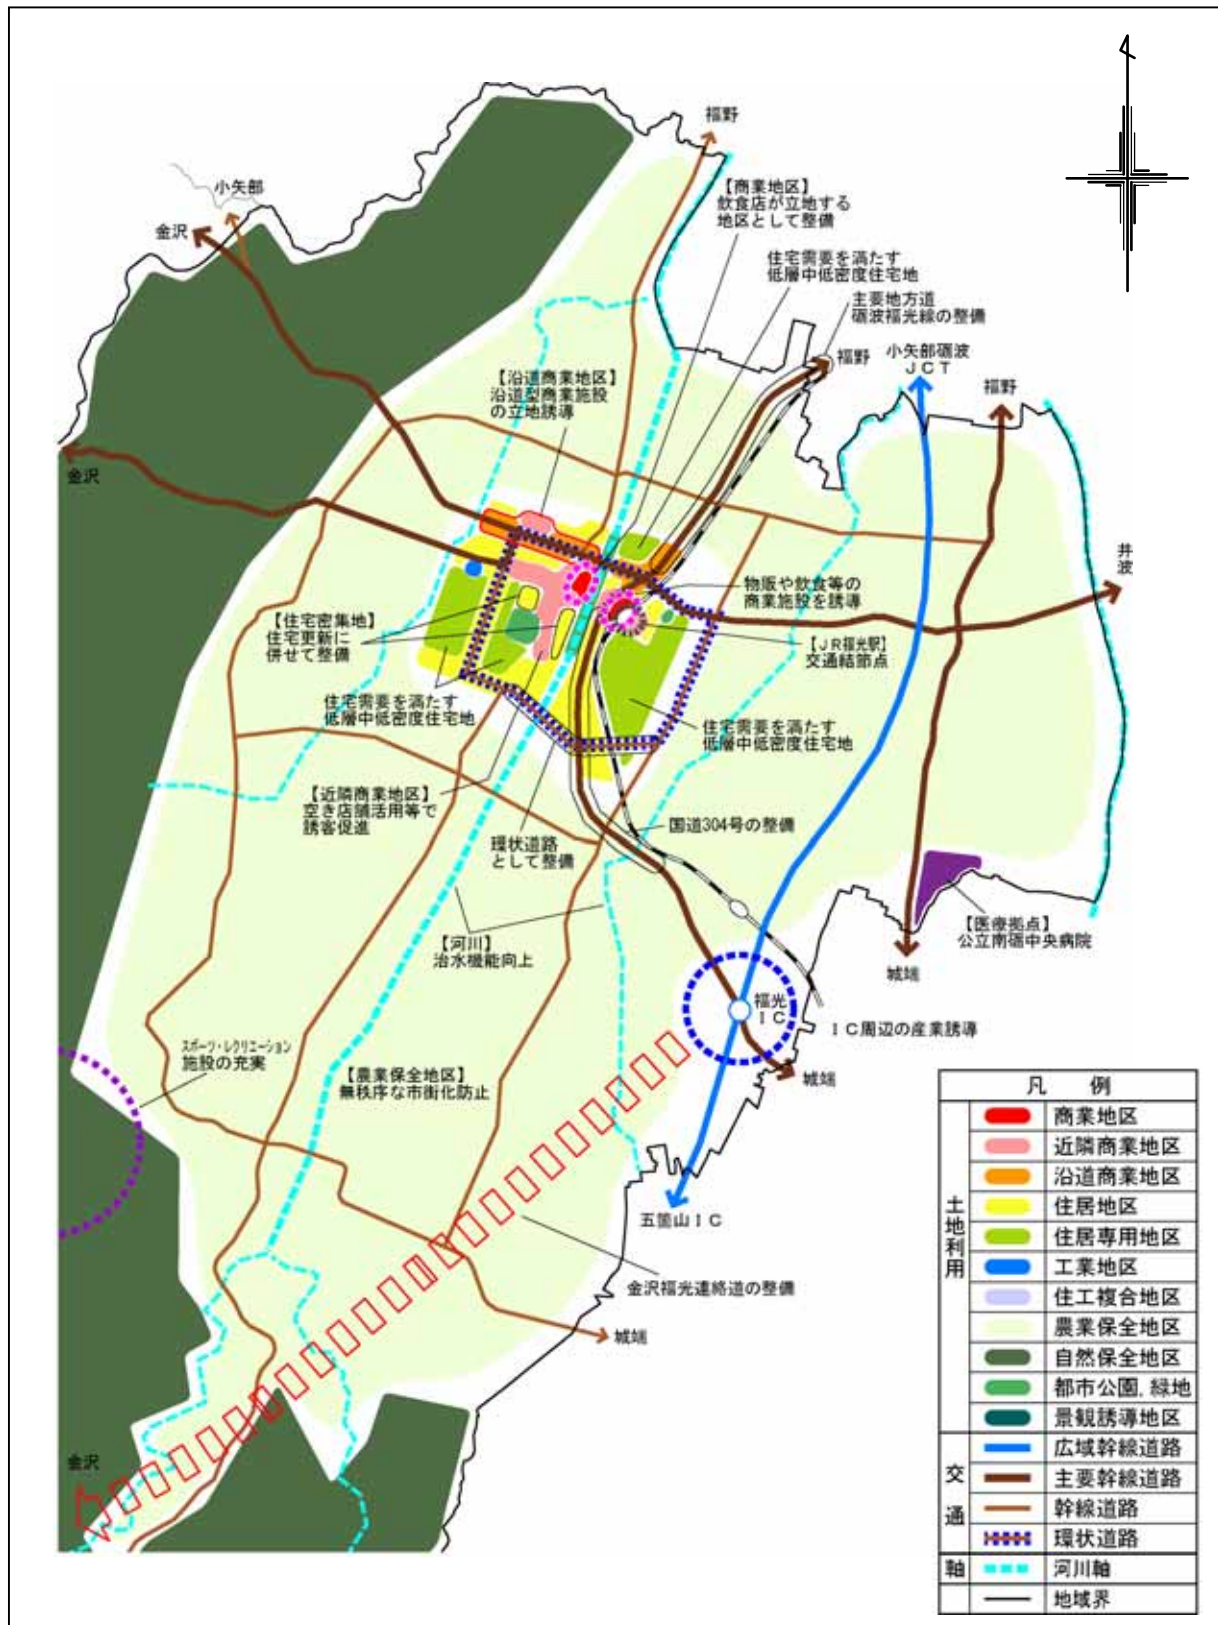 福野
小矢部
金沢
【商業地区】
飲食店が立地する
地区として整備
住宅需要を満たす
低層中低密度住宅地
主要地方道
砺波福光線の整備
福野
小矢部砺波
ＪＣＴ
福野
【沿道商業地区】
沿道型商業施設
の立地誘導
金沢
井波
物販や飲食等の
商業施設を誘導
【住宅密集地】
住宅更新に
併せて整備
【ＪＲ福光駅】
交通結節点
住宅需要を満たす
低層中低密度住宅地
住宅需要を満たす
低層中低密度住宅地
【近隣商業地区】
空き店舗活用等で
誘客促進
国道304号の整備
環状道路
として整備
【医療拠点】
公立南砺中央病院
【河川】
治水機能向上
城端
福光
ＩＣ
ＩＣ周辺の産業誘導
スポーツ・レクリエーション
施設の充実
【農業保全地区】
無秩序な市街化防止
城端
五箇山ＩＣ
金沢福光連絡道の整備
城端
金沢
凡 例
土地利用
商業地区
近隣商業地区
沿道商業地区
住居地区
住居専用地区
工業地区
住工複合地区
農業保全地区
自然保全地区
都市公園,緑地
景観誘導地区
交通
広域幹線道路
主要幹線道路
幹線道路
環状道路
軸
河川軸
地域界